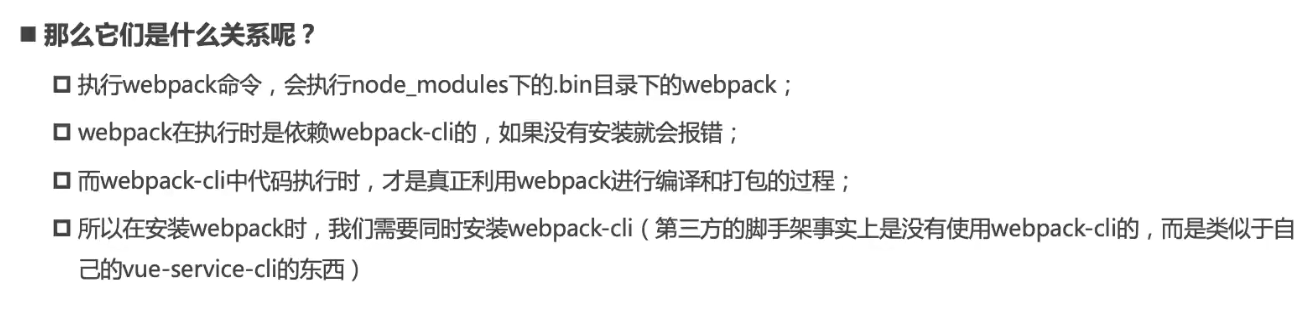 那么它们是什么关系呢？
执行webpack命令，会执行node_modules下的.bin目录下的webpack；
webpack在执行时是依赖webpack-cli的，如果没有安装就会报错；
而webpack-cli中代码执行时，才是真正利用webpack进行编译和打包的过程；
所以在安装webpack时，我们需要同时安装webpack-cli（第三方的脚手架事实上是没有使用webpack-cli的，而是类似于自
己的vue-service-cli的东西）